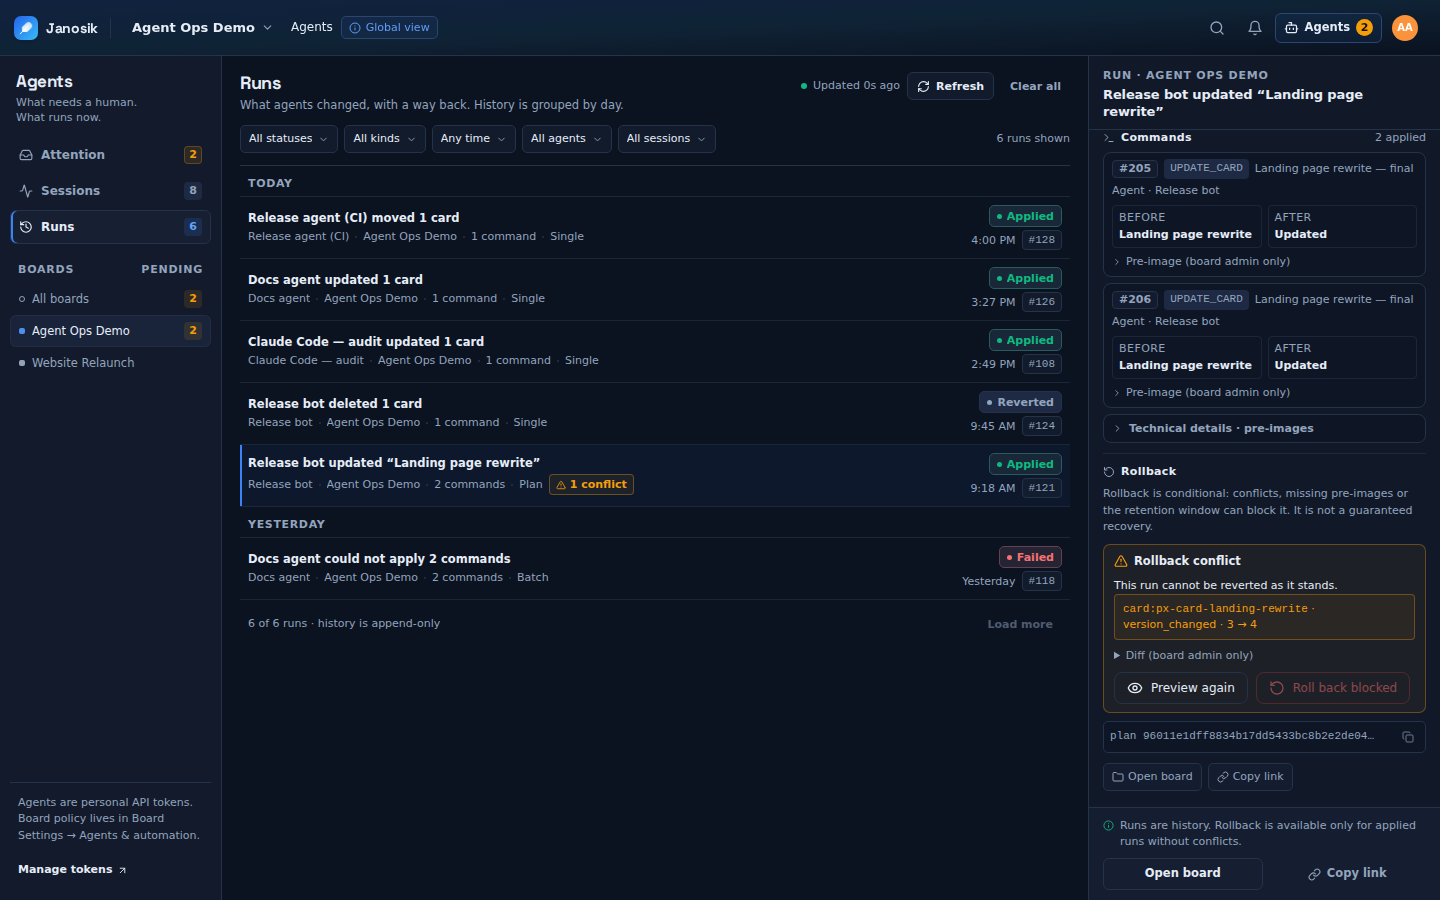 Janosik
Agent Ops Demo
Agents
Global view
Agents 2
AA
Agents
What needs a human.
What runs now.
Attention 2
Sessions 8
Runs 6
BOARDS PENDING
All boards 2
Agent Ops Demo 2
Website Relaunch
Agents are personal API tokens.
Board policy lives in Board
Settings → Agents & automation.
Manage tokens
Runs
What agents changed, with a way back. History is grouped by day.
Updated 0s ago
Refresh
Clear all
All statuses
All kinds
Any time
All agents
All sessions
6 runs shown
TODAY
Release agent (CI) moved 1 card
Applied
Release agent (CI) · Agent Ops Demo · 1 command · Single
4:00 PM #128
Docs agent updated 1 card
Applied
Docs agent · Agent Ops Demo · 1 command · Single
3:27 PM #126
Claude Code — audit updated 1 card
Applied
Claude Code — audit · Agent Ops Demo · 1 command · Single
2:49 PM #108
Release bot deleted 1 card
Reverted
Release bot · Agent Ops Demo · 1 command · Single
9:45 AM #124
Release bot updated “Landing page rewrite”
Applied
Release bot · Agent Ops Demo · 2 commands · Plan 1 conflict
9:18 AM #121
YESTERDAY
Docs agent could not apply 2 commands
Failed
Docs agent · Agent Ops Demo · 2 commands · Batch
Yesterday #118
6 of 6 runs · history is append-only
Load more
RUN · AGENT OPS DEMO
Release bot updated “Landing page
rewrite”
Commands 2 applied
#205 UPDATE_CARD Landing page rewrite — final
Agent · Release bot
BEFORE AFTER
Landing page rewrite Updated
Pre-image (board admin only)
#206 UPDATE_CARD Landing page rewrite — final
Agent · Release bot
BEFORE AFTER
Landing page rewrite Updated
Pre-image (board admin only)
Technical details · pre-images
Rollback
Rollback is conditional: conflicts, missing pre-images or
the retention window can block it. It is not a guaranteed
recovery.
Rollback conflict
This run cannot be reverted as it stands.
card:px-card-landing-rewrite ·
version_changed · 3 → 4
Diff (board admin only)
Preview again
Roll back blocked
plan 96011e1dff8834b17dd5433bc8b2e2de04…
Open board
Copy link
Runs are history. Rollback is available only for applied
runs without conflicts.
Open board
Copy link